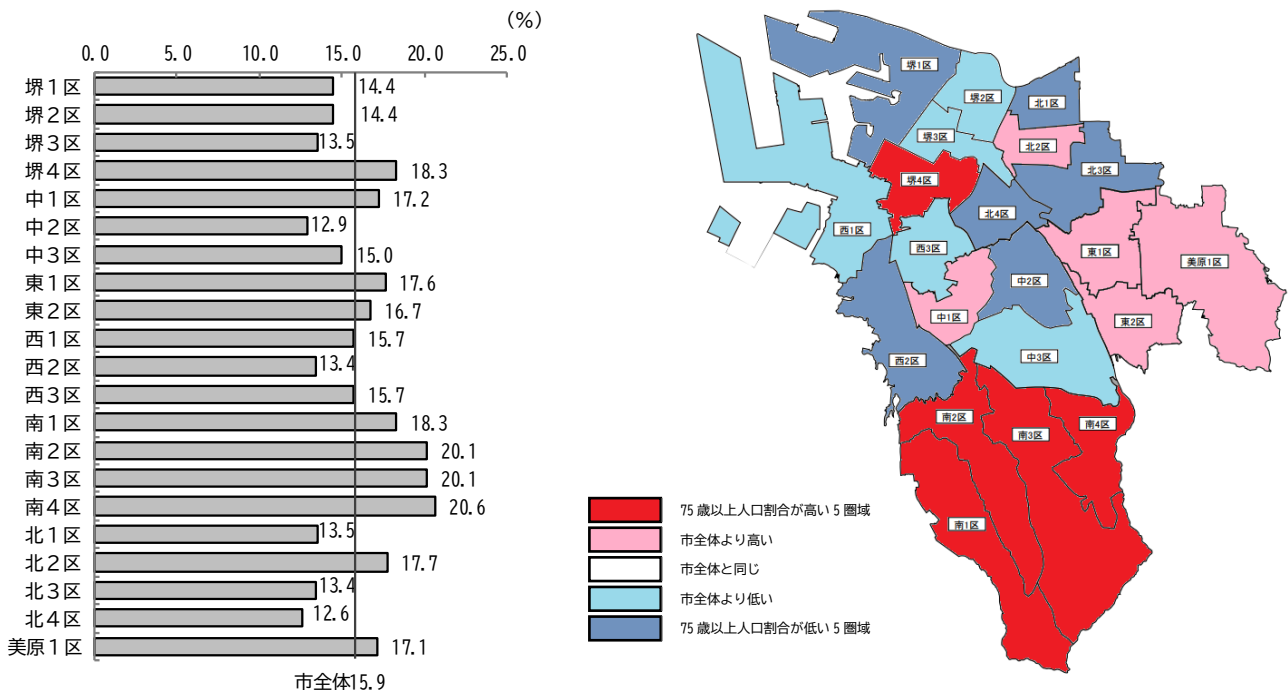 (%)
0.0 5.0 10.0 15.0 20.0 25.0
堺1区 14.4
堺2区 14.4
堺3区 13.5
堺4区 18.3
中1区 17.2
中2区 12.9
中3区 15.0
東1区 17.6
東2区 16.7
西1区 15.7
西2区 13.4
西3区 15.7
南1区 18.3
南2区 20.1
南3区 20.1
南4区 20.6
北1区 13.5
北2区 17.7
北3区 13.4
北4区 12.6
美原1区 17.1
市全体15.9
堺1区
堺2区
北1区
堺3区
北2区
北3区
堺4区
北4区
西1区
西3区
東1区
美原1区
中2区
中1区
東2区
中3区
西2区
南2区
南3区
南4区
南1区
75歳以上人口割合が高い5圏域
市全体より高い
市全体と同じ
市全体より低い
75歳以上人口割合が低い5圏域